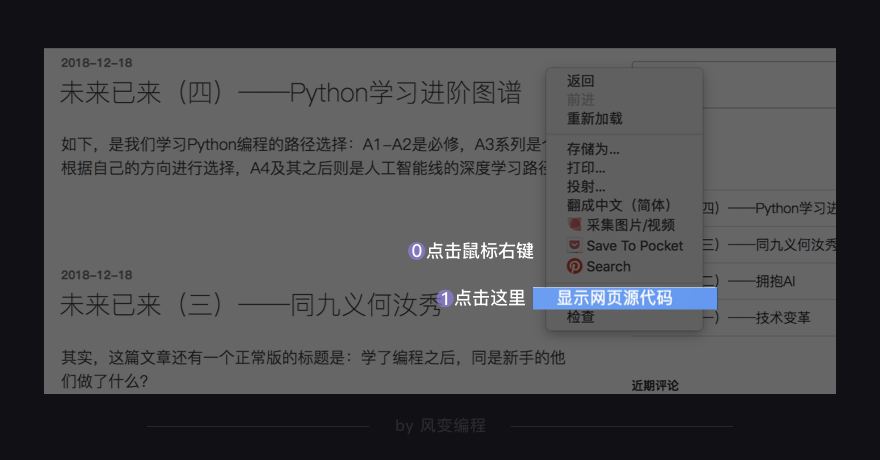 2018-12-18
未来已来（四）——Python学习进阶图谱
如下，是我们学习Python编程的路径选择：A1-A2是必修，A3系列是
根据自己的方向进行选择，A4及其之后则是人工智能线的深度学习路径
2018-12-18
未来已来（三）——同九义何汝秀
其实，这篇文章还有一个正常版的标题是：学了编程之后，同是新手的他
们做了什么？
0 点击鼠标右键
1 点击这里
返回
前进
重新加载
存储为...
打印...
投射...
翻成中文（简体）
采集图片/视频
Save To Pocket
Search
显示网页源代码
检查
四）——Python学习进
三）——同九义何汝秀
二）——拥抱AI
一）——技术变革
近期评论
by 风变编程